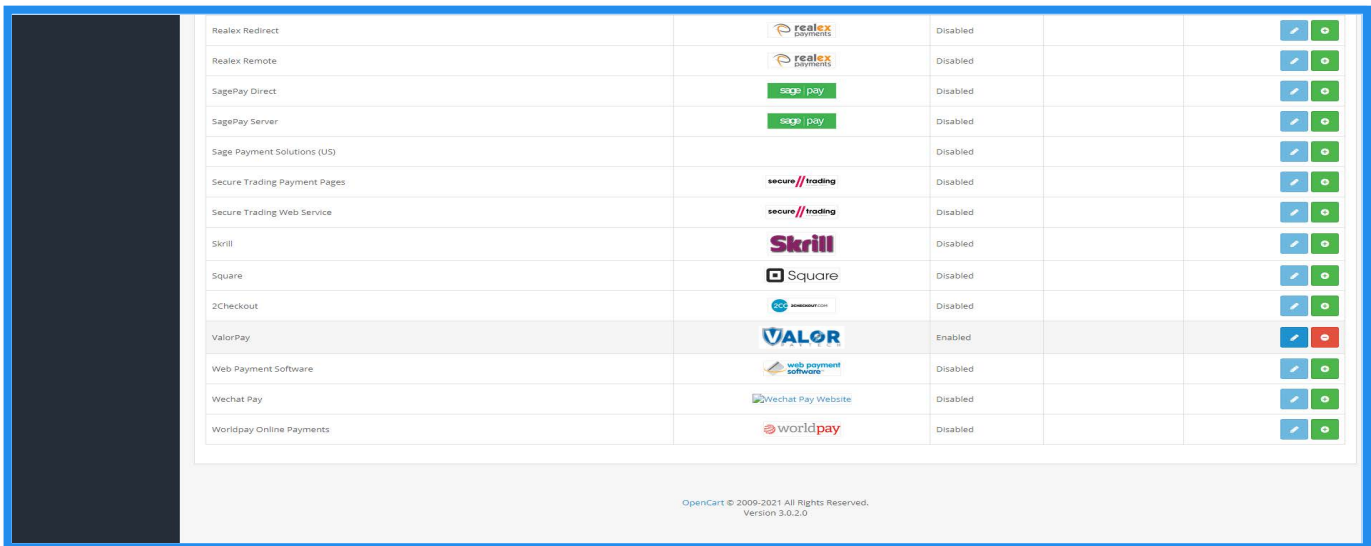 Realex Redirect realex payments Disabled
Realex Remote realex payments Disabled
SagePay Direct sage pay Disabled
SagePay Server sage pay Disabled
Sage Payment Solutions (US) Disabled
Secure Trading Payment Pages secure//trading Disabled
Secure Trading Web Service secure//trading Disabled
Skrill Skrill Disabled
Square Square Disabled
2Checkout 2CO 2CHECKOUT.COM Disabled
ValorPay VALOR PAYTECH Enabled
Web Payment Software web payment software Disabled
Wechat Pay Wechat Pay Website Disabled
Worldpay Online Payments worldpay Disabled
OpenCart © 2009-2021 All Rights Reserved.
Version 3.0.2.0